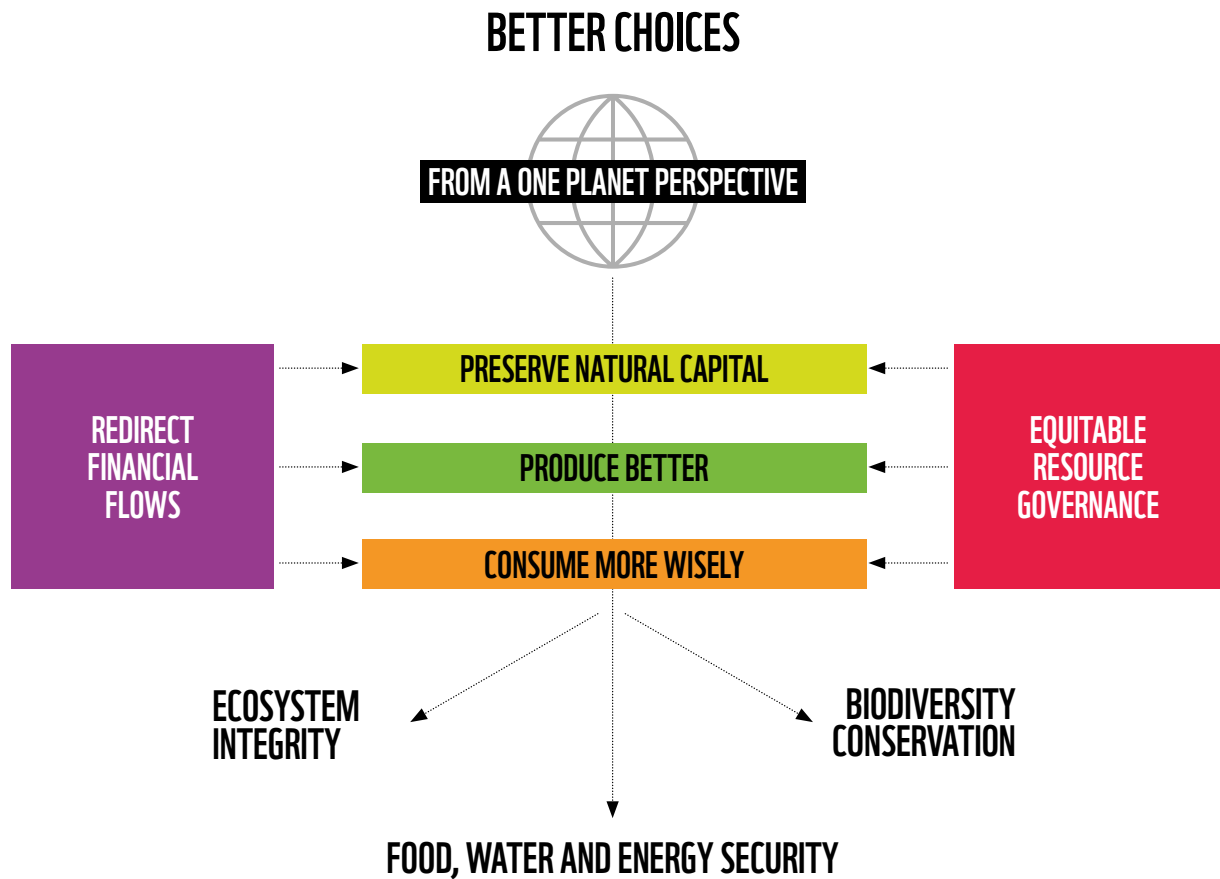 BETTER CHOICES
FROM A ONE PLANET PERSPECTIVE
REDIRECT
FINANCIAL
FLOWS
PRESERVE NATURAL CAPITAL
PRODUCE BETTER
CONSUME MORE WISELY
EQUITABLE
RESOURCE
GOVERNANCE
ECOSYSTEM
INTEGRITY
BIODIVERSITY
CONSERVATION
FOOD, WATER AND ENERGY SECURITY